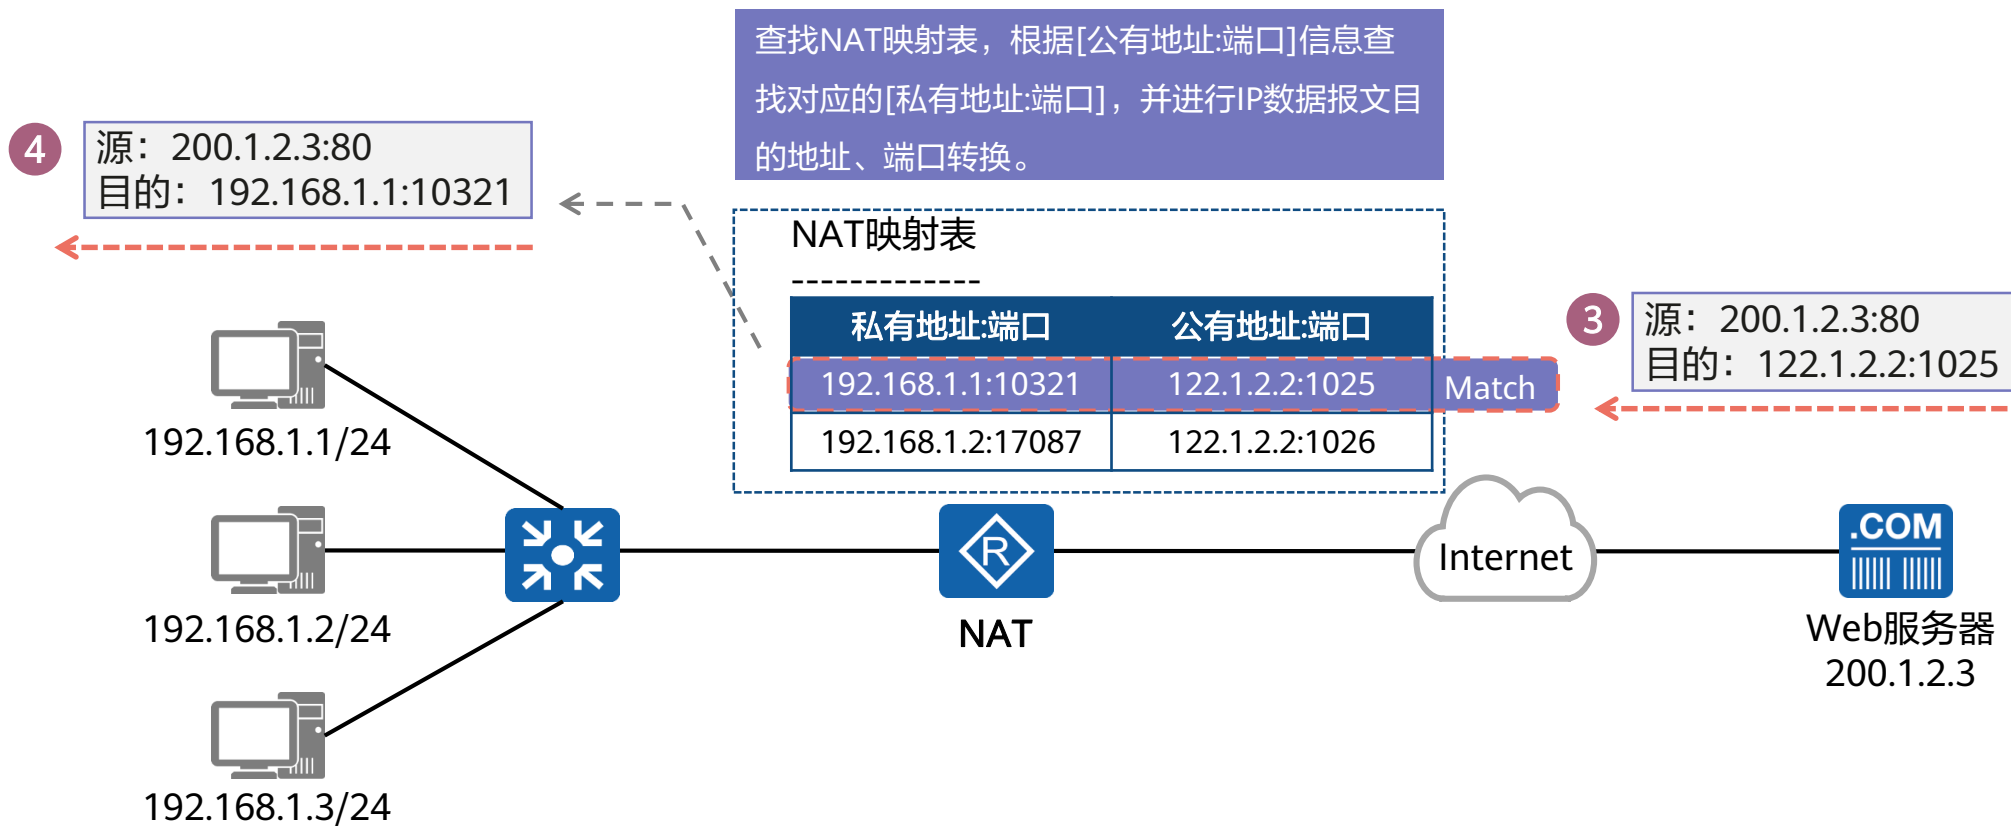 查找NAT映射表，根据[公有地址:端口]信息查
找对应的[私有地址:端口]，并进行IP数据报文目
的地址、端口转换。
4
源：200.1.2.3:80
目的：192.168.1.1:10321
NAT映射表
--------------
私有地址:端口 公有地址:端口
192.168.1.1:10321 122.1.2.2:1025 Match
192.168.1.2:17087 122.1.2.2:1026
3
源：200.1.2.3:80
目的：122.1.2.2:1025
192.168.1.1/24
192.168.1.2/24
192.168.1.3/24
R
NAT
Internet
.COM
Web服务器
200.1.2.3